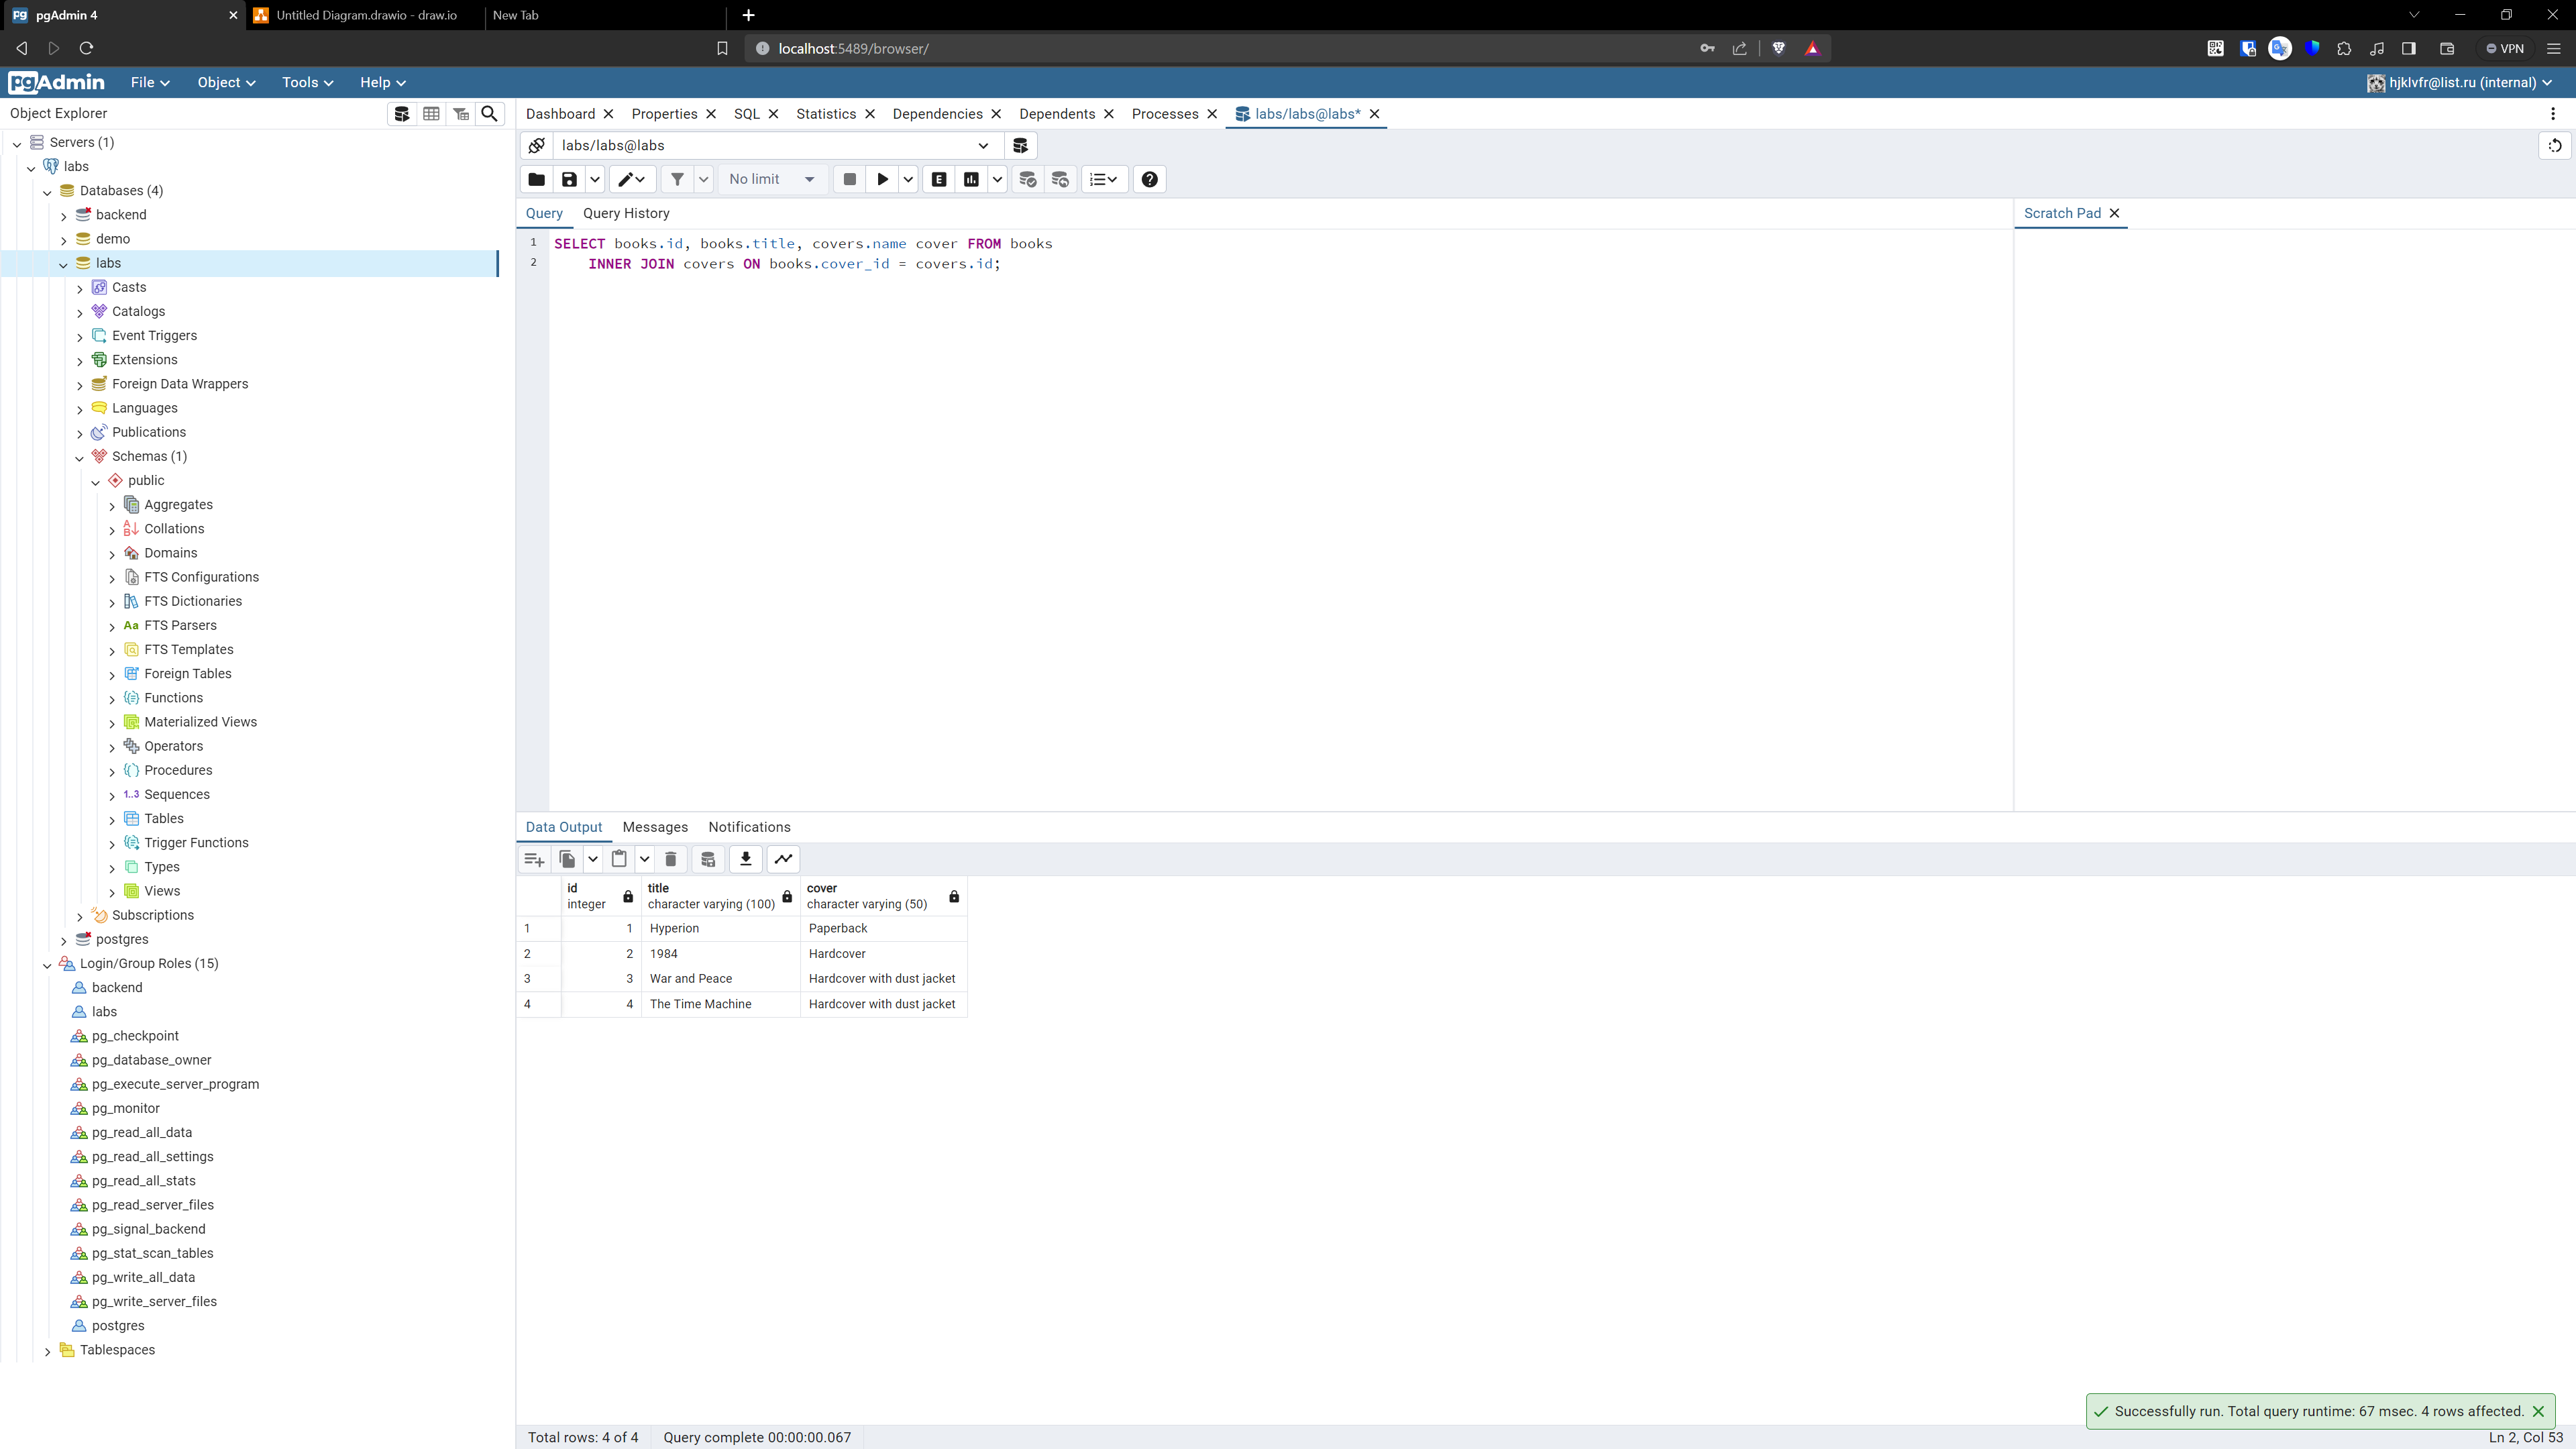 pgAdmin 4
Untitled Diagram.drawio - draw.io
New Tab
localhost:5489/browser/
VPN
pgAdmin
File
Object
Tools
Help
hjklvfr@list.ru (internal)
Object Explorer
Dashboard
Properties
SQL
Statistics
Dependencies
Dependents
Processes
labs/labs@labs*
Servers (1)
labs
Databases (4)
backend
demo
labs
Casts
Catalogs
Event Triggers
Extensions
Foreign Data Wrappers
Languages
Publications
Schemas (1)
public
Aggregates
Collations
Domains
FTS Configurations
FTS Dictionaries
Aa FTS Parsers
FTS Templates
Foreign Tables
Functions
Materialized Views
Operators
Procedures
1..3 Sequences
Tables
Trigger Functions
Types
Views
Subscriptions
postgres
Login/Group Roles (15)
backend
labs
pg_checkpoint
pg_database_owner
pg_execute_server_program
pg_monitor
pg_read_all_data
pg_read_all_settings
pg_read_all_stats
pg_read_server_files
pg_signal_backend
pg_stat_scan_tables
pg_write_all_data
pg_write_server_files
postgres
Tablespaces
labs/labs@labs
No limit
E
Query
Query History
Scratch Pad
1 SELECT books.id, books.title, covers.name cover FROM books
2 INNER JOIN covers ON books.cover_id = covers.id;
Data Output
Messages
Notifications
id title cover
integer character varying (100) character varying (50)
1 1 Hyperion Paperback
2 2 1984 Hardcover
3 3 War and Peace Hardcover with dust jacket
4 4 The Time Machine Hardcover with dust jacket
Successfully run. Total query runtime: 67 msec. 4 rows affected.
Total rows: 4 of 4
Query complete 00:00:00.067
Ln 2, Col 53